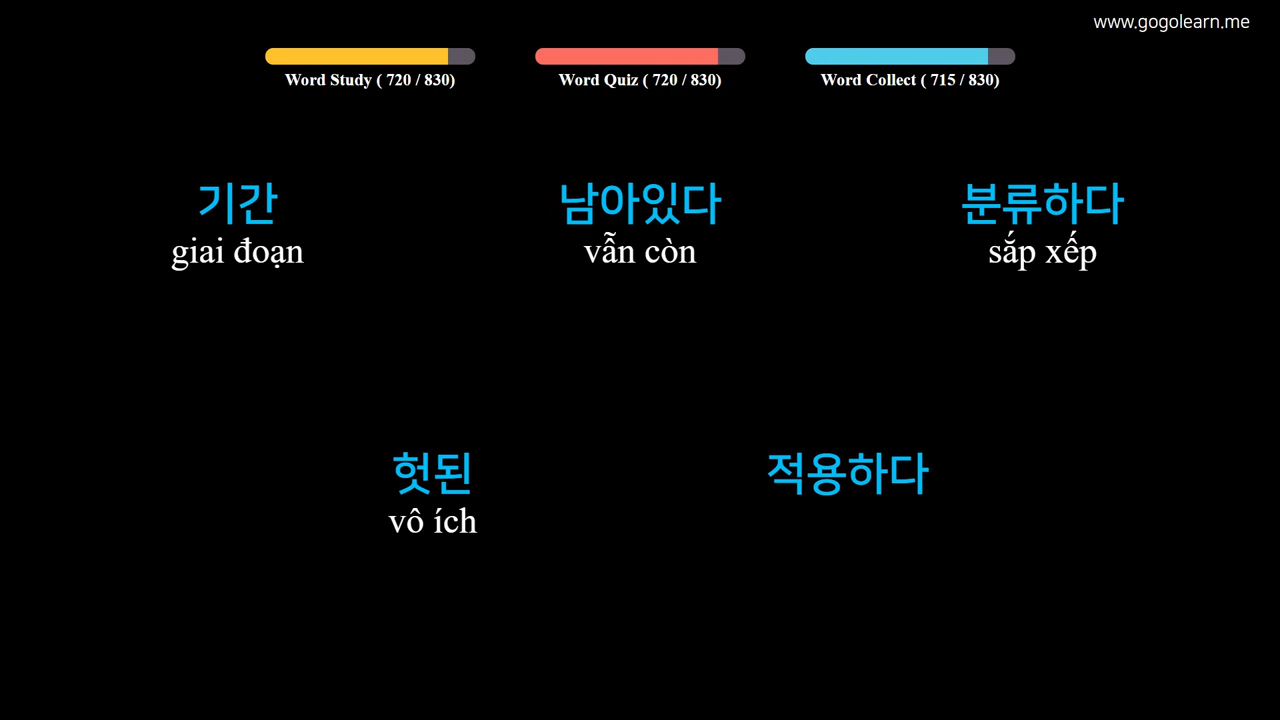 www.gogolearn.me
Word Study ( 720 / 830)
Word Quiz ( 720 / 830)
Word Collect ( 715 / 830)
기간
giai đoạn
남아있다
vẫn còn
분류하다
sắp xếp
헛된
vô ích
적용하다